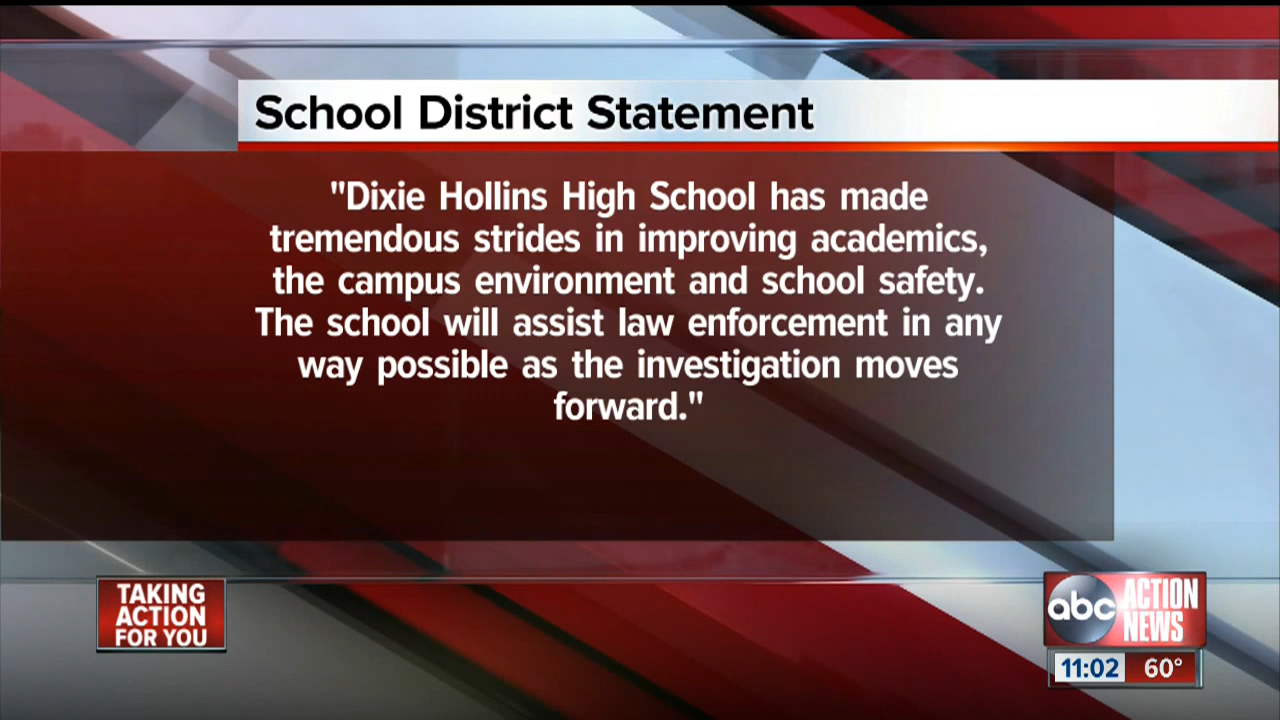 School District Statement
"Dixie Hollins High School has made
tremendous strides in improving academics,
the campus environment and school safety.
The school will assist law enforcement in any
way possible as the investigation moves
forward."
TAKING
ACTION
FOR YOU
abc ACTION
NEWS
11:02 60°